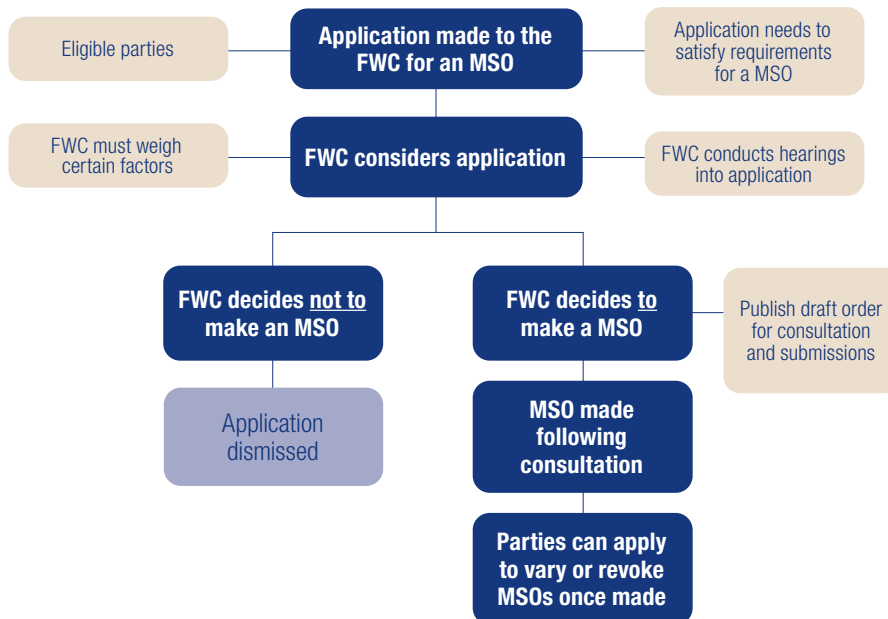 Eligible parties
Application made to the
FWC for an MSO
Application needs to
satisfy requirements
for a MSO
FWC must weigh
certain factors
FWC considers application
FWC conducts hearings
into application
FWC decides not to
make an MSO
FWC decides to
make a MSO
Publish draft order
for consultation
and submissions
Application
dismissed
MSO made
following
consultation
Parties can apply
to vary or revoke
MSOs once made